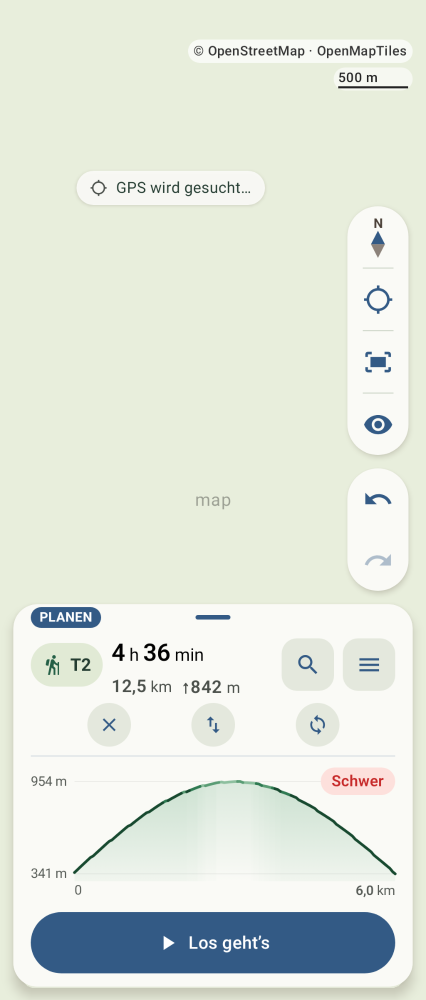 © OpenStreetMap · OpenMapTiles
500 m
GPS wird gesucht…
N
map
PLANEN
T2
4 h 36 min
12,5 km ↑842 m
954 m
Schwer
341 m
0
6,0 km
Los geht’s